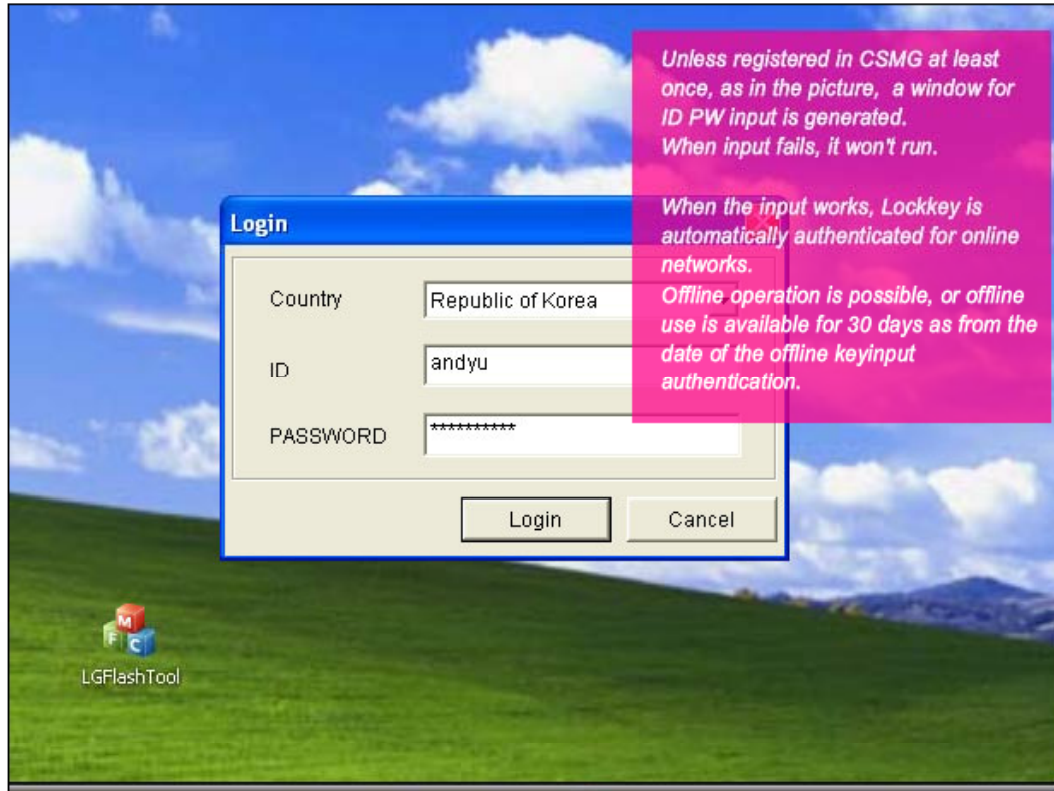 Unless registered in CSMG at least
once, as in the picture,  a window for
ID PW input is generated.
When input fails, it won't run.
When the input works, Lockkey is
automatically authenticated for online
networks.
Offline operation is possible, or offline
use is available for 30 days as from the
date of the offline keyinput
authentication.
Login
Country
Republic of Korea
ID
andyu
PASSWORD
**********
Login
Cancel
M
F C
LGFlashTool